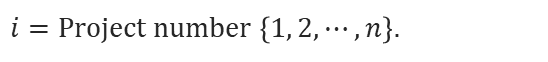 i = Project number {1, 2, ⋯ , n}.